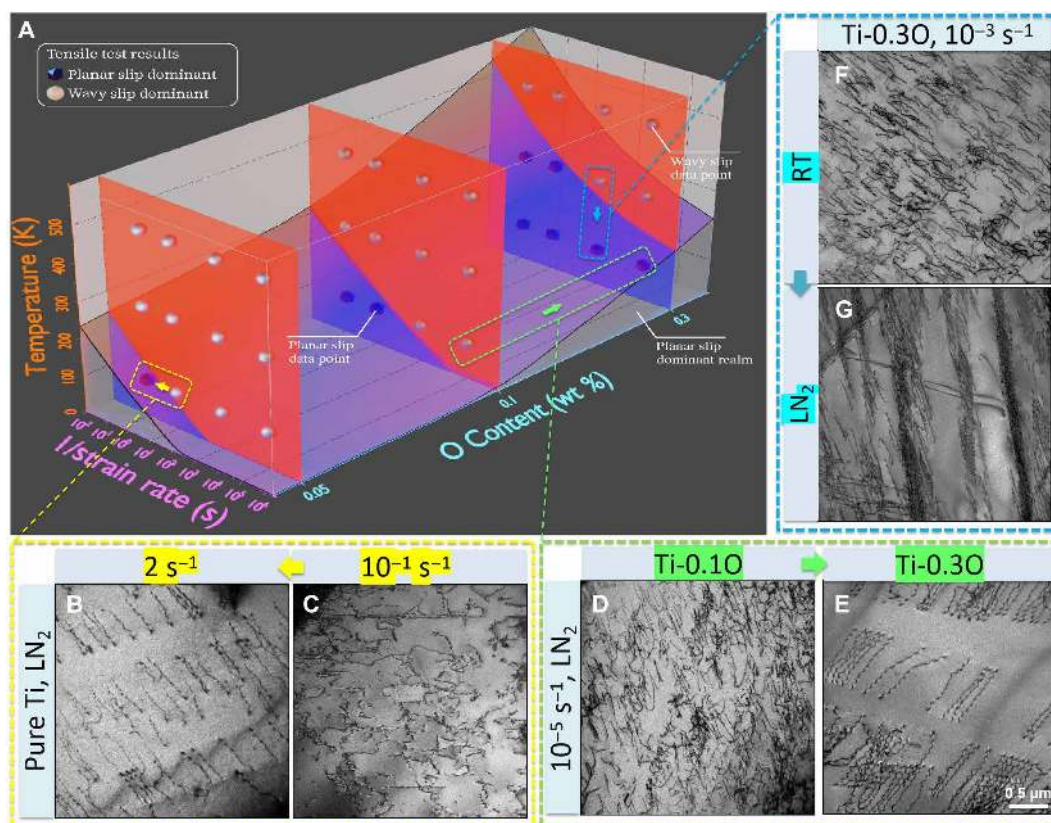 A
Tensile test results
Planar slip dominant
Wavy slip dominant
Wavy slip
data point
Planar slip
data point
Planar slip
dominant realm
Temperature (K)
500
400
300
200
100
0
1/strain rate (s)
O Content (wt %)
0.05
0.1
0.3
Ti-0.3O, 10⁻³ s⁻¹
F
RT
G
LN₂
2 s⁻¹
10⁻¹ s⁻¹
Pure Ti, LN₂
B
C
Ti-0.1O
Ti-0.3O
10⁻⁵ s⁻¹, LN₂
D
E
0.5 µm